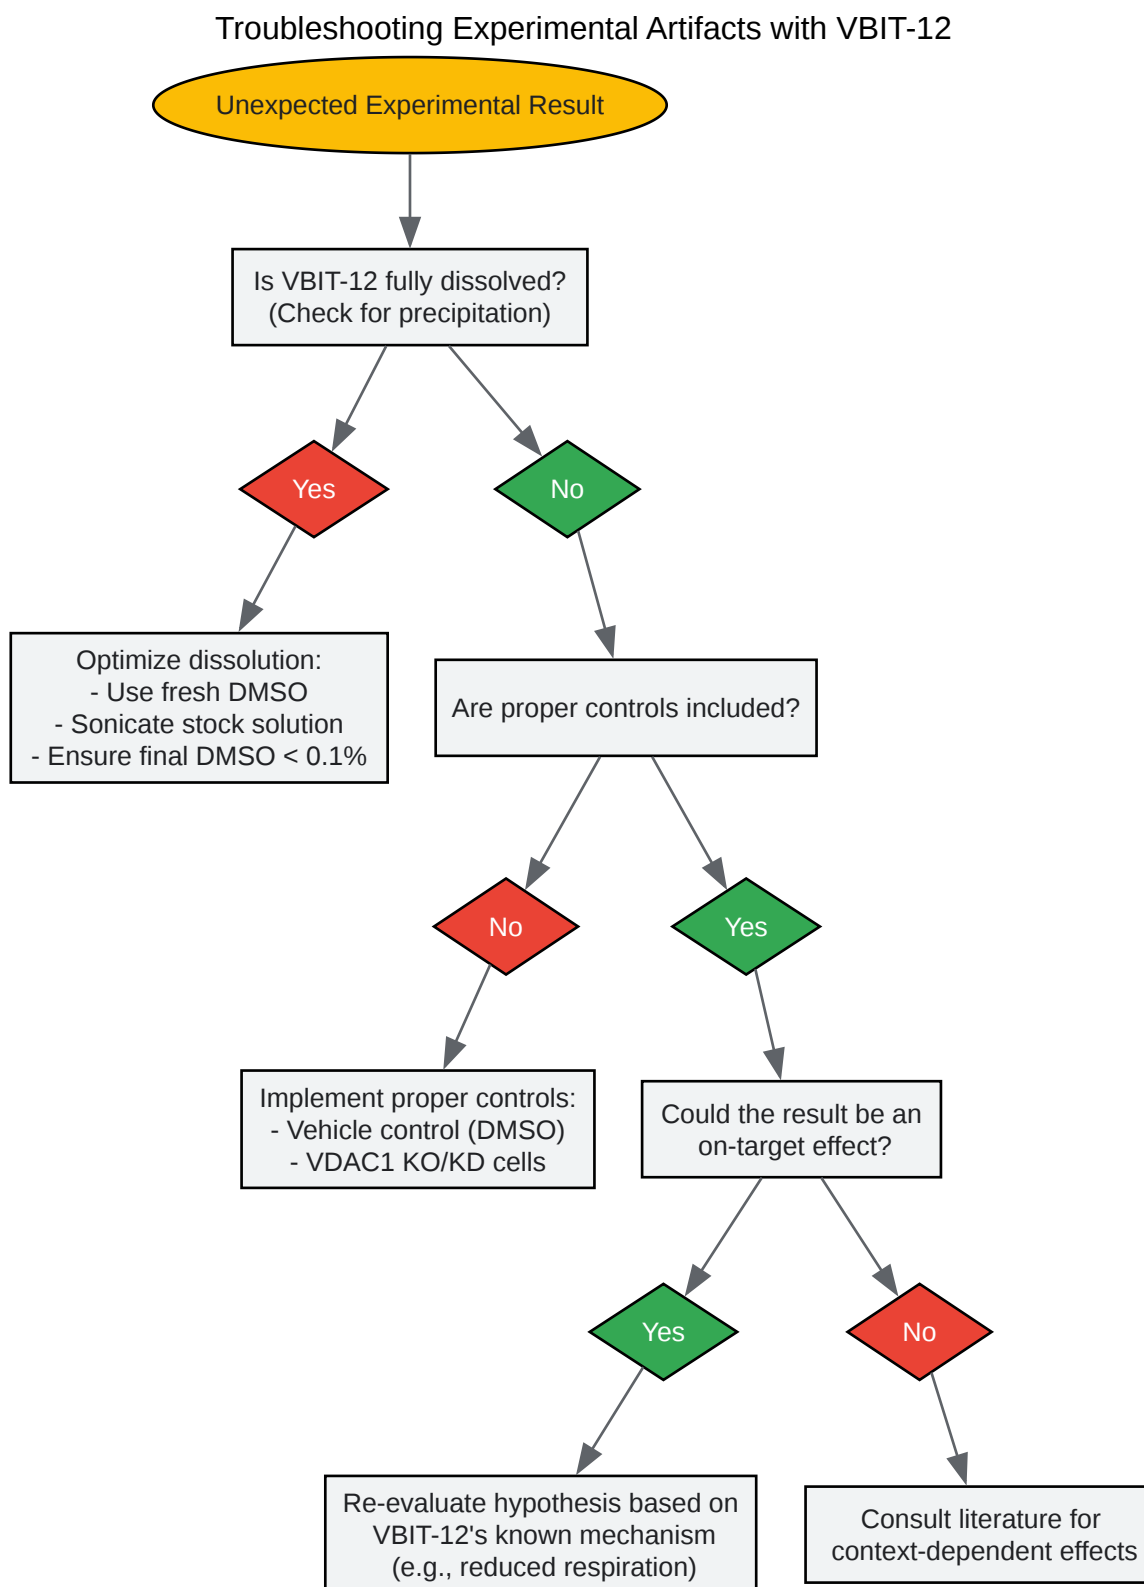 Troubleshooting Experimental Artifacts with VBIT-12
Unexpected Experimental Result
Is VBIT-12 fully dissolved?
(Check for precipitation)
Yes
No
Optimize dissolution:
- Use fresh DMSO
- Sonicate stock solution
- Ensure final DMSO < 0.1%
Are proper controls included?
No
Yes
Implement proper controls:
- Vehicle control (DMSO)
- VDAC1 KO/KD cells
Could the result be an
on-target effect?
Yes
No
Re-evaluate hypothesis based on
VBIT-12's known mechanism
(e.g., reduced respiration)
Consult literature for
context-dependent effects